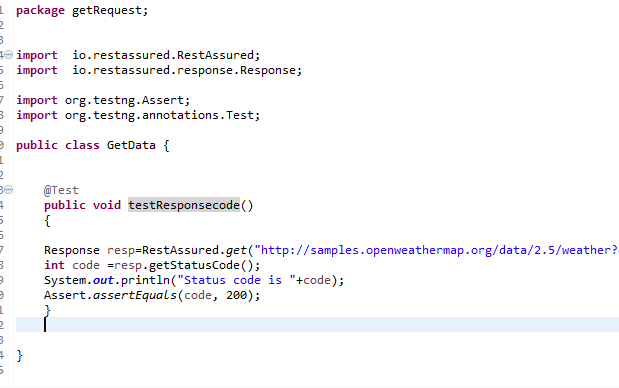 package getRequest;
import  io.restassured.RestAssured;
import  io.restassured.response.Response;
import org.testng.Assert;
import org.testng.annotations.Test;
public class GetData {
@Test
public void testResponsecode()
{
Response resp=RestAssured.get("http://samples.openweathermap.org/data/2.5/weather?
int code =resp.getStatusCode();
System.out.println("Status code is "+code);
Assert.assertEquals(code, 200);
}
}